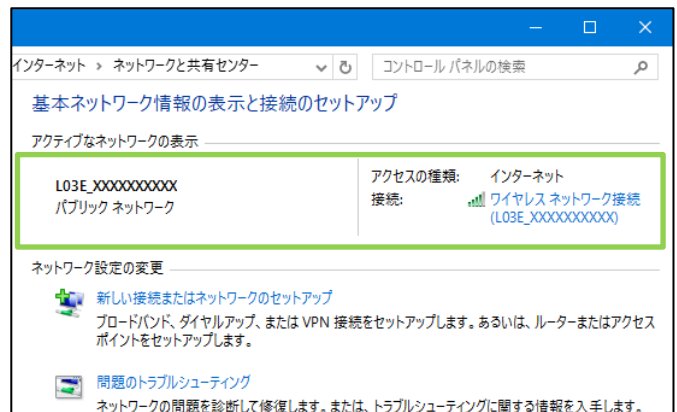 インターネット › ネットワークと共有センター
コントロール パネルの検索
基本ネットワーク情報の表示と接続のセットアップ
アクティブなネットワークの表示
L03E_XXXXXXXXXX
パブリック ネットワーク
アクセスの種類: インターネット
接続: ワイヤレス ネットワーク接続
(L03E_XXXXXXXXXX)
ネットワーク設定の変更
新しい接続またはネットワークのセットアップ
ブロードバンド、ダイヤルアップ、または VPN 接続をセットアップします。あるいは、ルーターまたはアクセス
ポイントをセットアップします。
問題のトラブルシューティング
ネットワークの問題を診断して修復します。または、トラブルシューティングに関する情報を入手します。